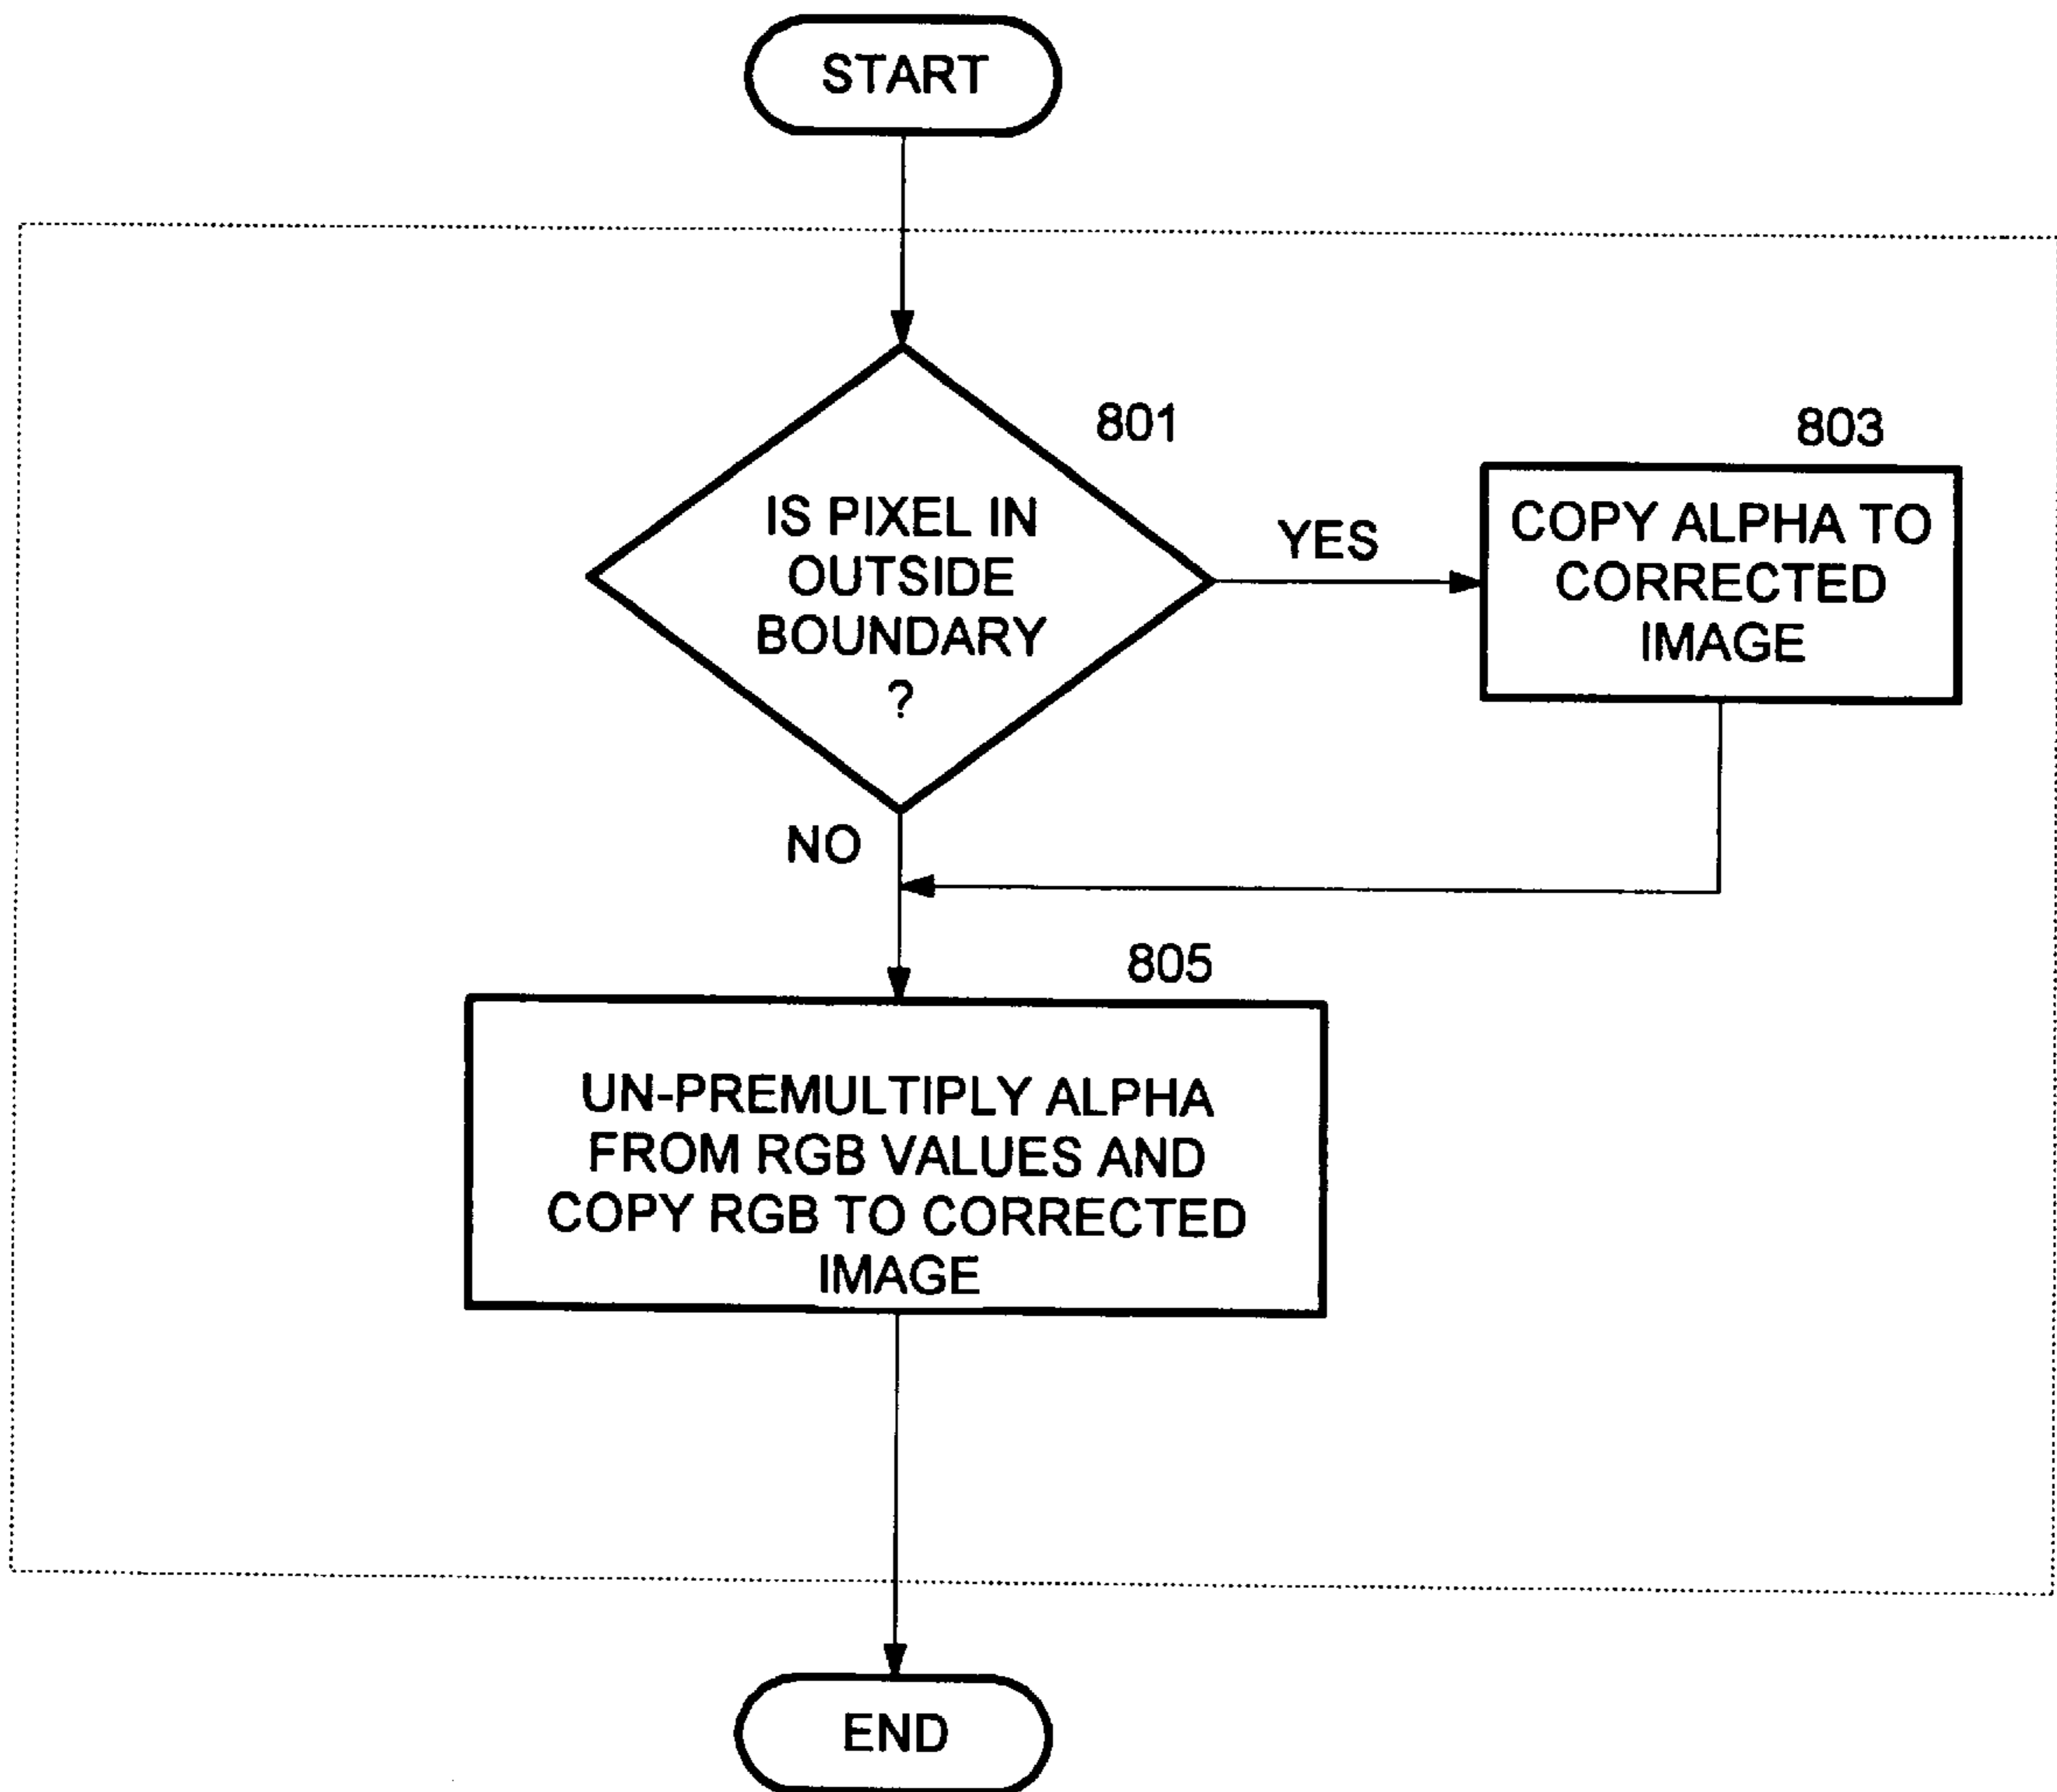 START
801
IS PIXEL IN
OUTSIDE
BOUNDARY
?
YES
803
COPY ALPHA TO
CORRECTED
IMAGE
NO
805
UN-PREMULTIPLY ALPHA
FROM RGB VALUES AND
COPY RGB TO CORRECTED
IMAGE
END